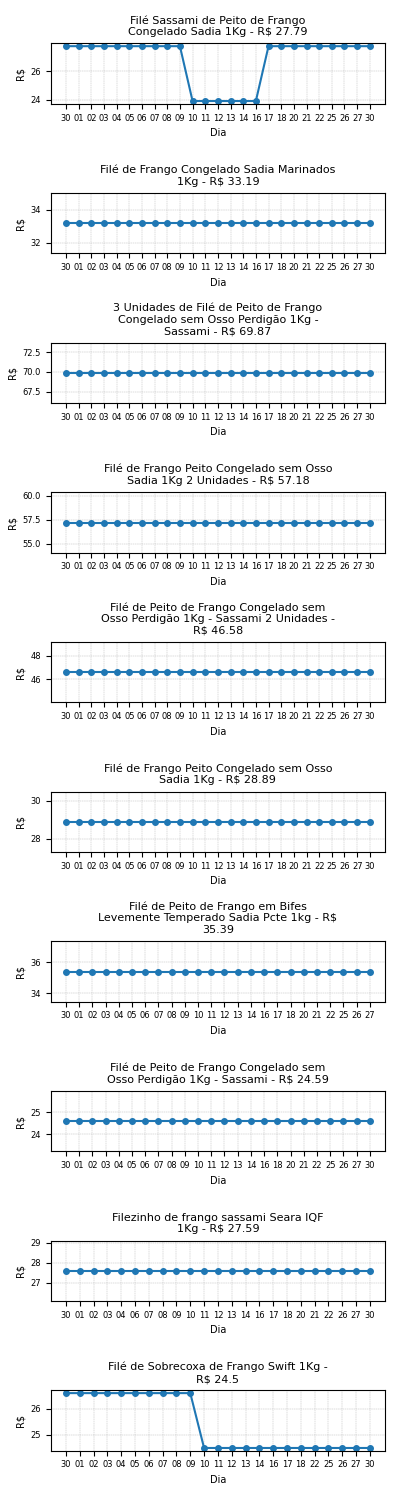 Filé Sassami de Peito de Frango
Congelado Sadia 1Kg - R$ 27.79
26
24
R$
30 01 02 03 04 05 06 07 08 09 10 11 12 13 14 16 17 18 20 21 22 25 26 27 30
Dia
Filé de Frango Congelado Sadia Marinados
1Kg - R$ 33.19
34
32
R$
30 01 02 03 04 05 06 07 08 09 10 11 12 13 14 16 17 18 20 21 22 25 26 27 30
Dia
3 Unidades de Filé de Peito de Frango
Congelado sem Osso Perdigão 1Kg -
Sassami - R$ 69.87
72.5
70.0
67.5
R$
30 01 02 03 04 05 06 07 08 09 10 11 12 13 14 16 17 18 20 21 22 25 26 27 30
Dia
Filé de Frango Peito Congelado sem Osso
Sadia 1Kg 2 Unidades - R$ 57.18
60.0
57.5
55.0
R$
30 01 02 03 04 05 06 07 08 09 10 11 12 13 14 16 17 18 20 21 22 25 26 27 30
Dia
Filé de Peito de Frango Congelado sem
Osso Perdigão 1Kg - Sassami 2 Unidades -
R$ 46.58
48
46
R$
30 01 02 03 04 05 06 07 08 09 10 11 12 13 14 16 17 18 20 21 22 25 26 27 30
Dia
Filé de Frango Peito Congelado sem Osso
Sadia 1Kg - R$ 28.89
30
28
R$
30 01 02 03 04 05 06 07 08 09 10 11 12 13 14 16 17 18 20 21 22 25 26 27 30
Dia
Filé de Peito de Frango em Bifes
Levemente Temperado Sadia Pcte 1kg - R$
35.39
36
34
R$
30 01 02 03 04 05 06 07 08 09 10 11 12 13 14 16 17 18 20 21 22 25 26 27
Dia
Filé de Peito de Frango Congelado sem
Osso Perdigão 1Kg - Sassami - R$ 24.59
25
24
R$
30 01 02 03 04 05 06 07 08 09 10 11 12 13 14 16 17 18 20 21 22 25 26 27 30
Dia
Filezinho de frango sassami Seara IQF
1Kg - R$ 27.59
29
28
27
R$
30 01 02 03 04 05 06 07 08 09 10 11 12 13 14 17 18 20 21 22 25 27 30
Dia
Filé de Sobrecoxa de Frango Swift 1Kg -
R$ 24.5
26
25
R$
30 01 02 03 04 05 06 07 08 09 10 11 12 13 14 16 17 18 20 22 26 27 30
Dia